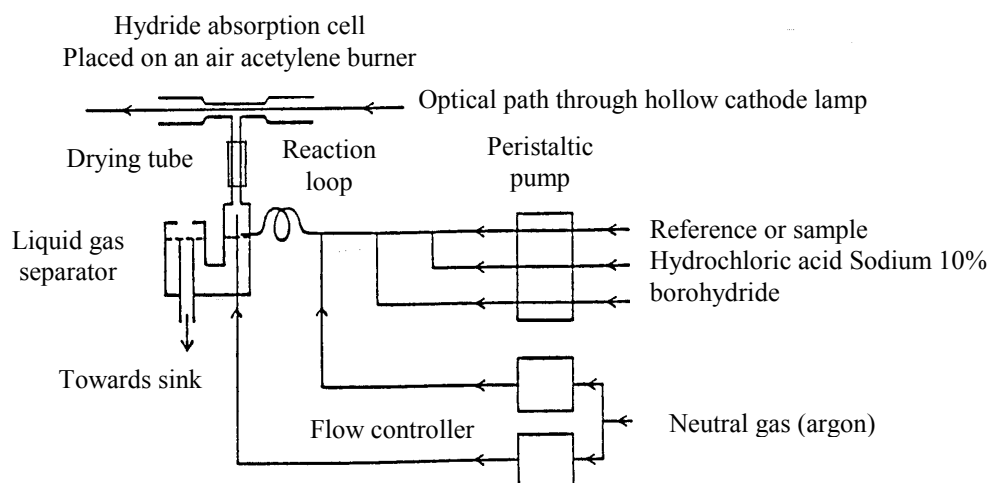 Hydride absorption cell
Placed on an air acetylene burner
Optical path through hollow cathode lamp
Drying tube
Reaction
loop
Peristaltic
pump
Liquid gas
separator
Reference or sample
Hydrochloric acid Sodium 10%
borohydride
Towards sink
Flow controller
Neutral gas (argon)